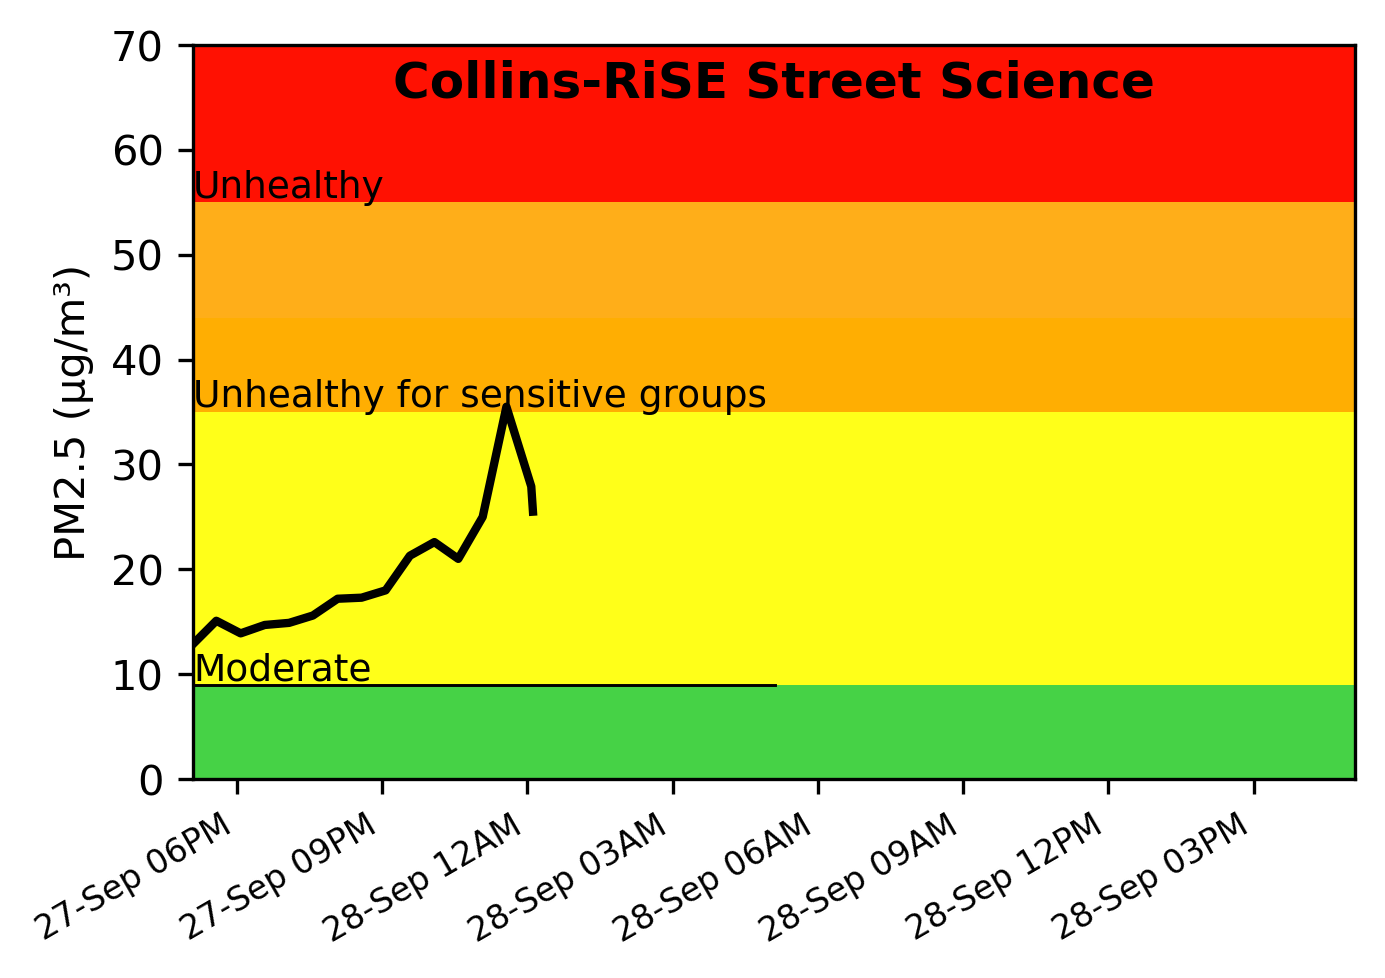 Collins-RiSE Street Science
70
60
Unhealthy
50
40
Unhealthy for sensitive groups
30
20
Moderate
10
0
PM2.5 (µg/m³)
27-Sep 06PM
27-Sep 09PM
28-Sep 12AM
28-Sep 03AM
28-Sep 06AM
28-Sep 09AM
28-Sep 12PM
28-Sep 03PM